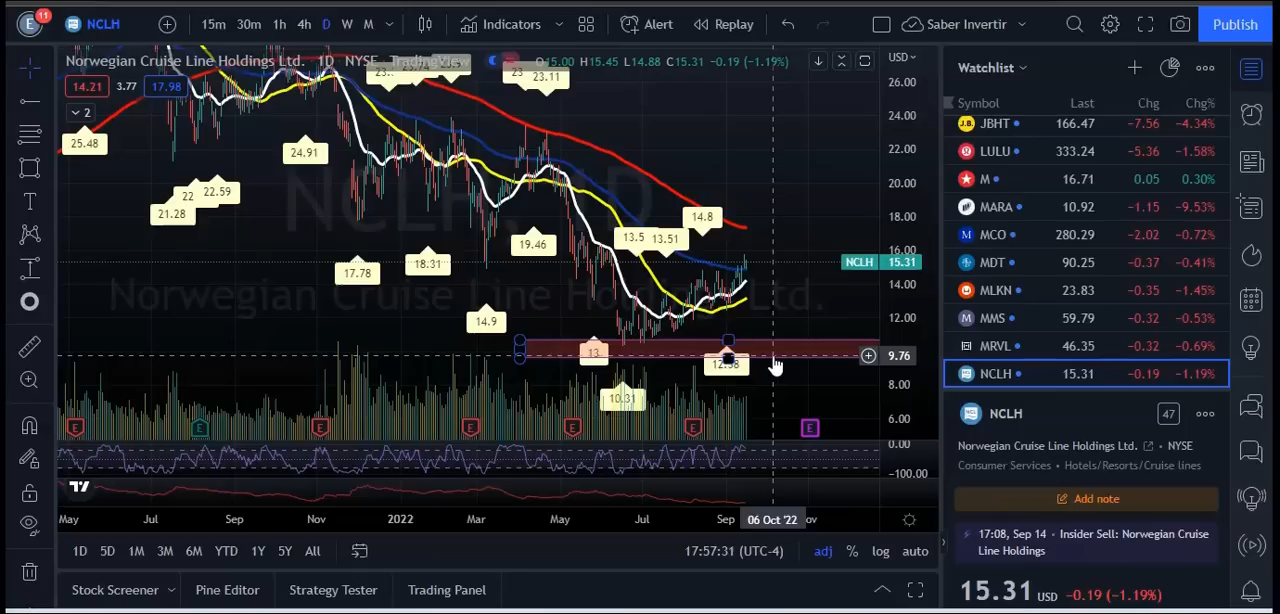 E 11 NCLH 15m 30m 1h 4h D W M Indicators Alert Replay Saber Invertir Publish
Norwegian Cruise Line Holdings Ltd. · 1D · NYSE · TradingView O15.00 H15.45 L14.88 C15.31 -0.19 (-1.19%)
USD
14.21 3.77 17.98
2
23.11
25.48
24.91
22.59
21.28
17.78
18.31
19.46
14.9
13.5
13.51
14.8
13
12.58
10.31
NCLH, 1D
Norwegian Cruise Line Holdings Ltd.
26.00
24.00
22.00
20.00
18.00
16.00
NCLH 15.31
14.00
12.00
9.76
8.00
6.00
0.00
-100.00
E E E E E E E
May Jul Sep Nov 2022 Mar May Jul Sep 06 Oct '22
1D 5D 1M 3M 6M YTD 1Y 5Y All 17:57:31 (UTC-4) adj % log auto
Stock Screener Pine Editor Strategy Tester Trading Panel
Watchlist
Symbol Last Chg Chg%
JBHT 166.47 -7.56 -4.34%
LULU 333.24 -5.36 -1.58%
M 16.71 0.05 0.30%
MARA 10.92 -1.15 -9.53%
MCO 280.29 -2.02 -0.72%
MDT 90.25 -0.37 -0.41%
MLKN 23.83 -0.35 -1.45%
MMS 59.79 -0.32 -0.53%
MRVL 46.35 -0.32 -0.69%
NCLH 15.31 -0.19 -1.19%
NCLH 47
Norwegian Cruise Line Holdings Ltd. · NYSE
Consumer Services · Hotels/Resorts/Cruise lines
Add note
17:08, Sep 14 · Insider Sell: Norwegian Cruise
Line Holdings
15.31 USD -0.19 (-1.19%)